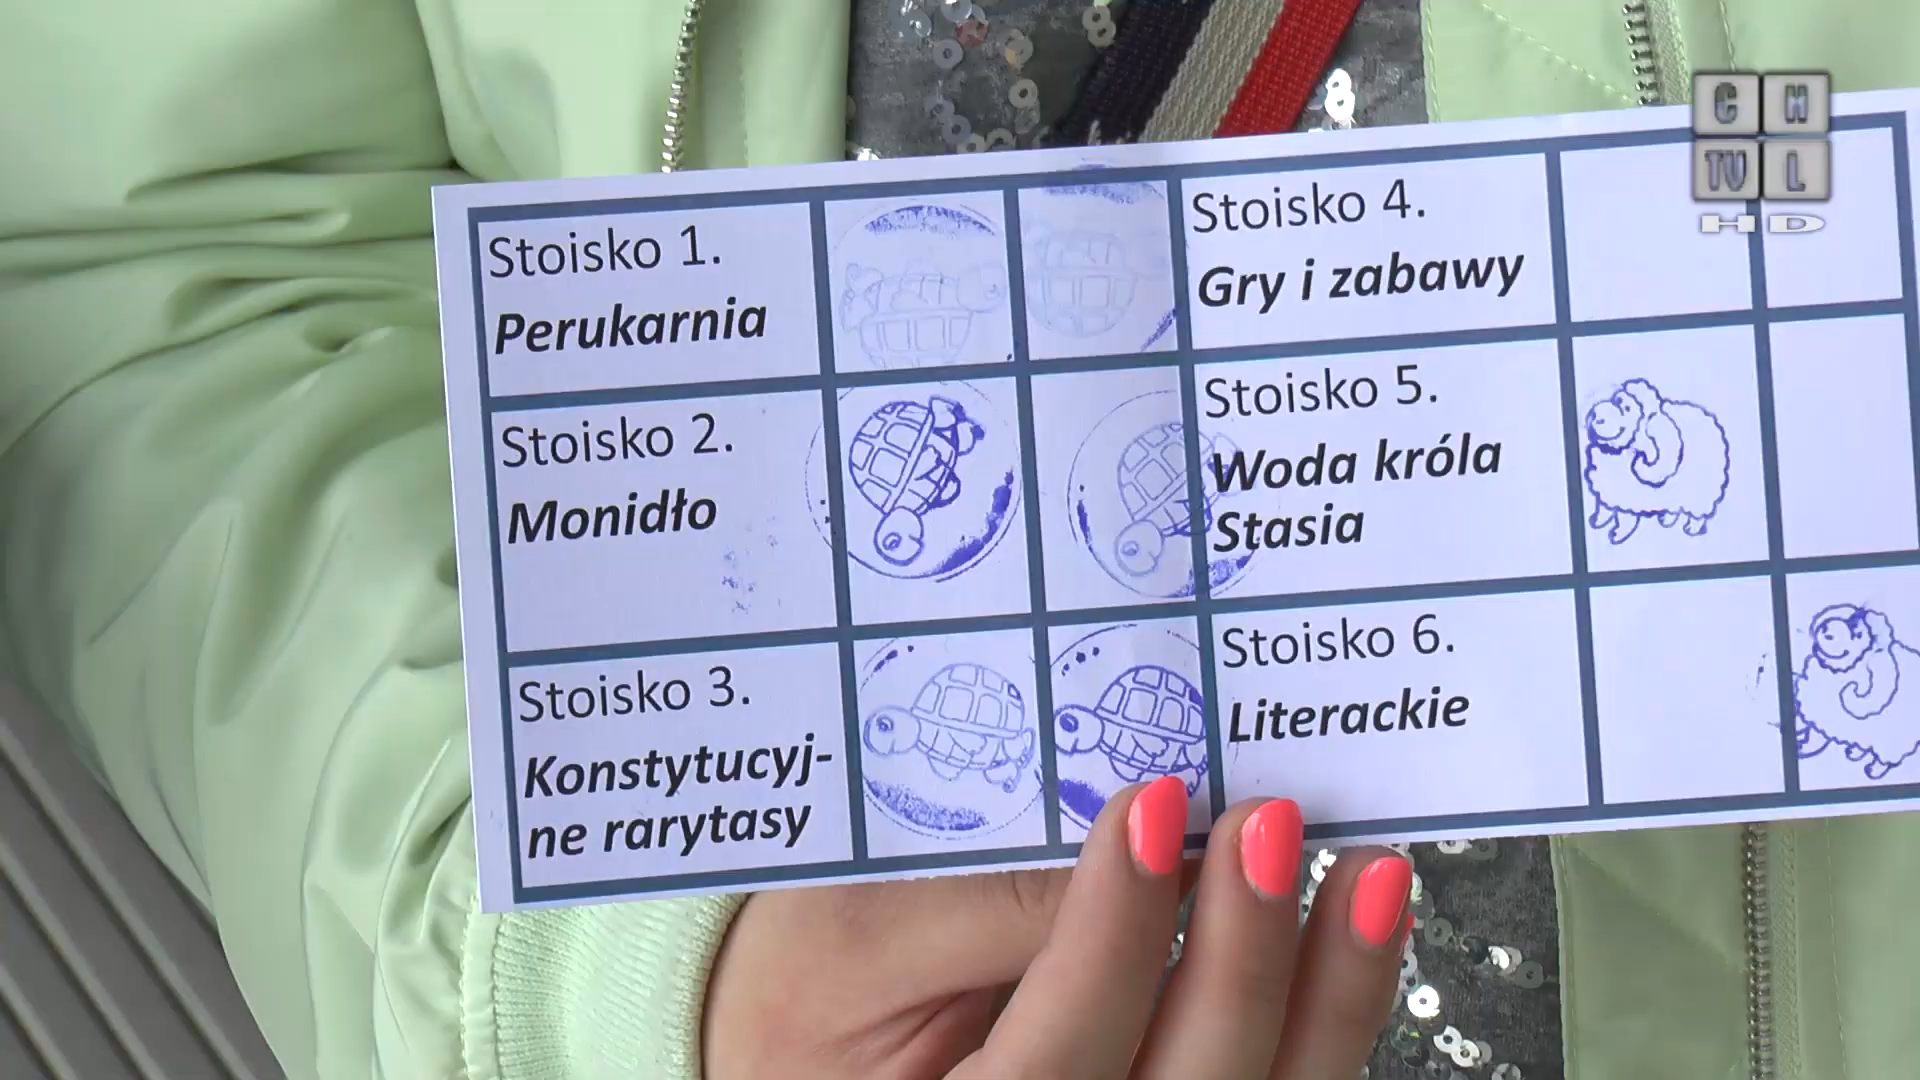 Stoisko 1.
Perukarnia
Stoisko 2.
Monidło
Stoisko 3.
Konstytucyj-
ne rarytasy
Stoisko 4.
Gry i zabawy
Stoisko 5.
Woda króla
Stasia
Stoisko 6.
Literackie
C H
TV L
HD